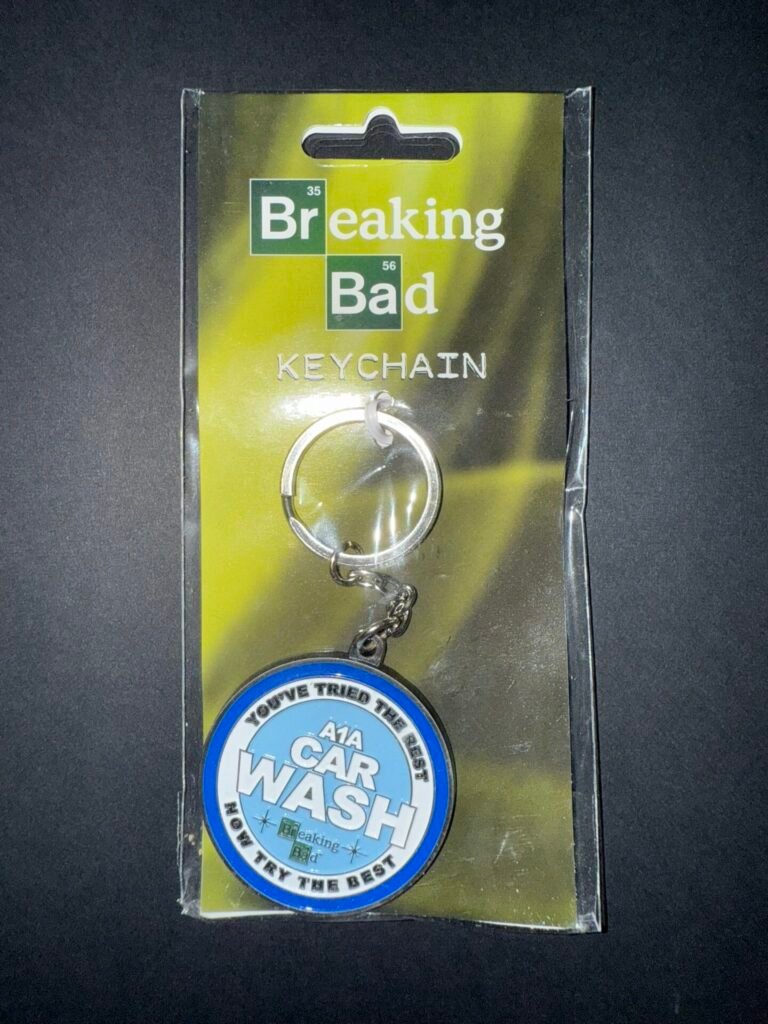 35
Breaking
56
Bad
KEYCHAIN
YOU'VE TRIED THE REST
A1A
CAR
WASH
Breaking
Bad
NOW TRY THE BEST